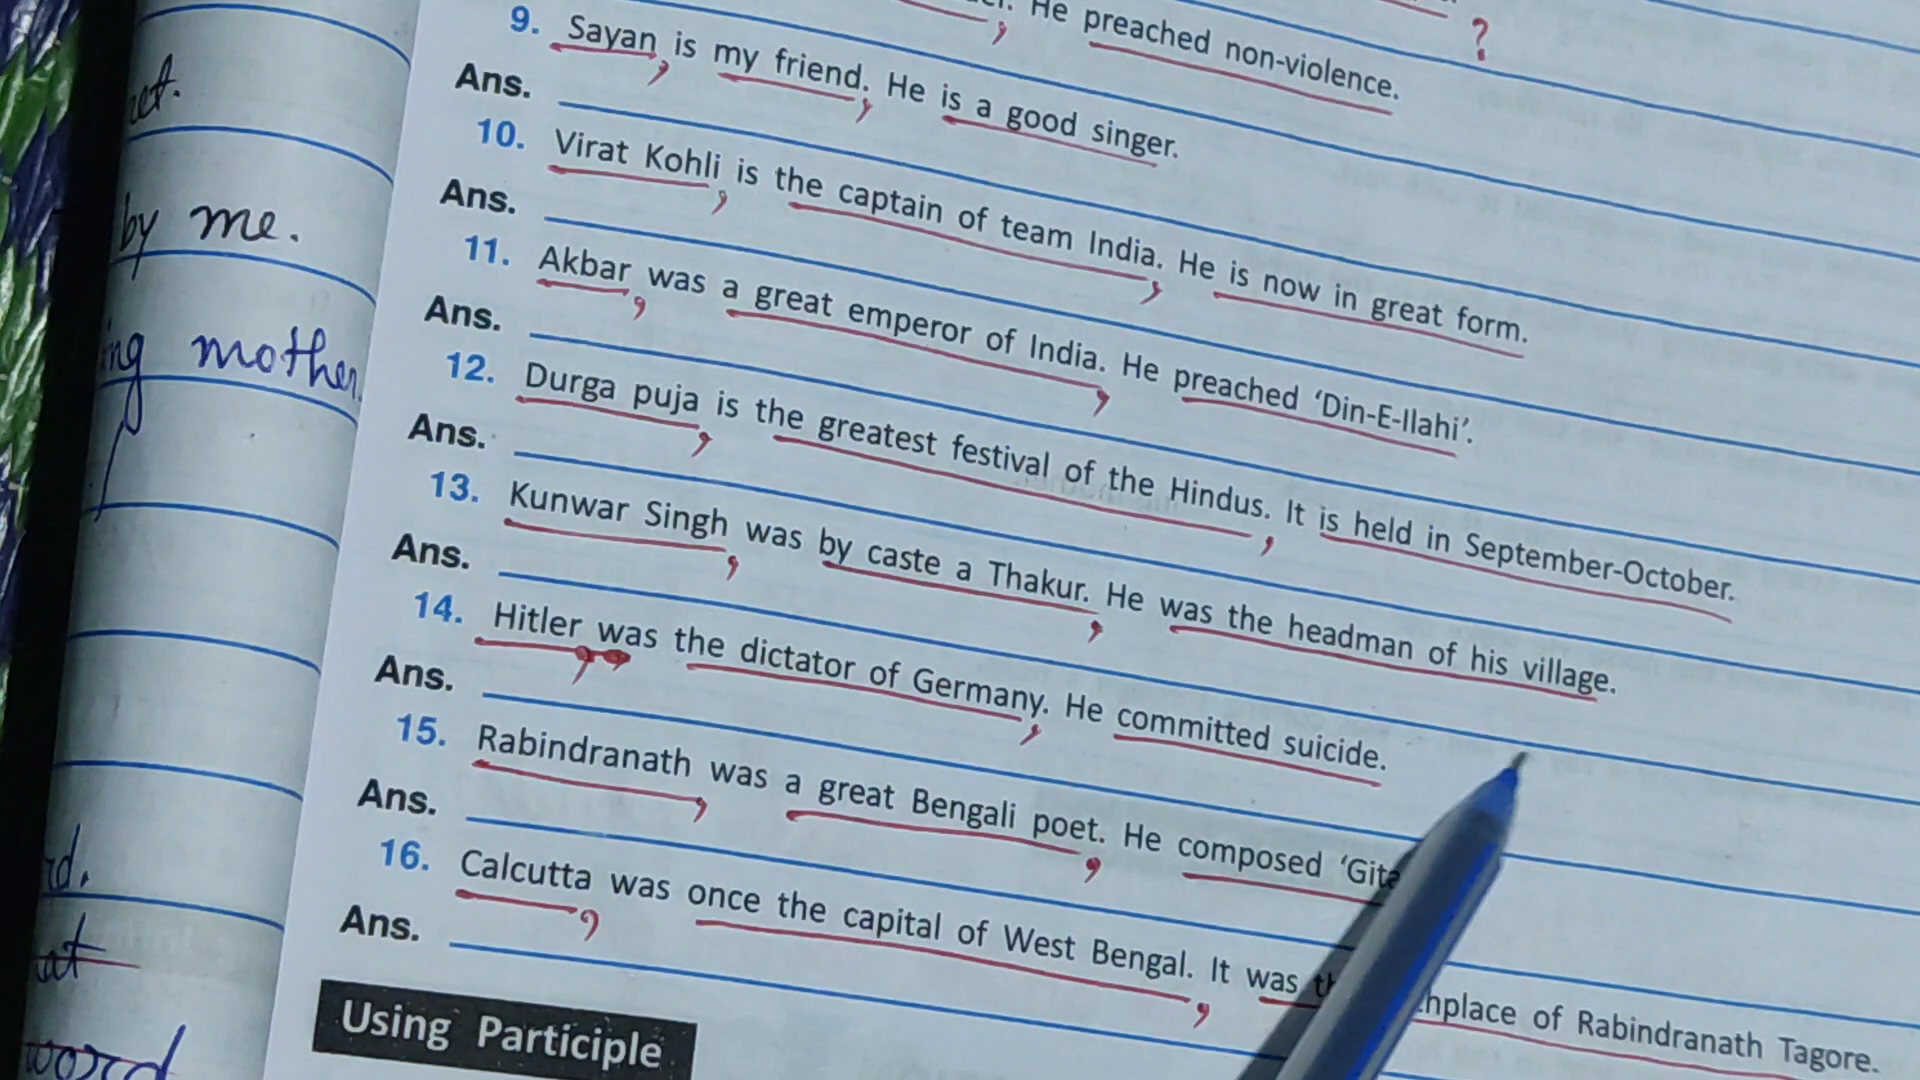 He preached non-violence. ?
9. Sayan is my friend. He is a good singer.
Ans.
10. Virat Kohli is the captain of team India. He is now in great form.
Ans.
11. Akbar was a great emperor of India. He preached ‘Din-E-Ilahi’.
Ans.
12. Durga puja is the greatest festival of the Hindus. It is held in September-October.
Ans.
13. Kunwar Singh was by caste a Thakur. He was the headman of his village.
Ans.
14. Hitler was the dictator of Germany. He committed suicide.
Ans.
15. Rabindranath was a great Bengali poet. He composed
Ans.
16. Calcutta was once the capital of West Bengal. It was of Rabindranath Tagore.
Ans.
Using Participle
by me.
mother
word